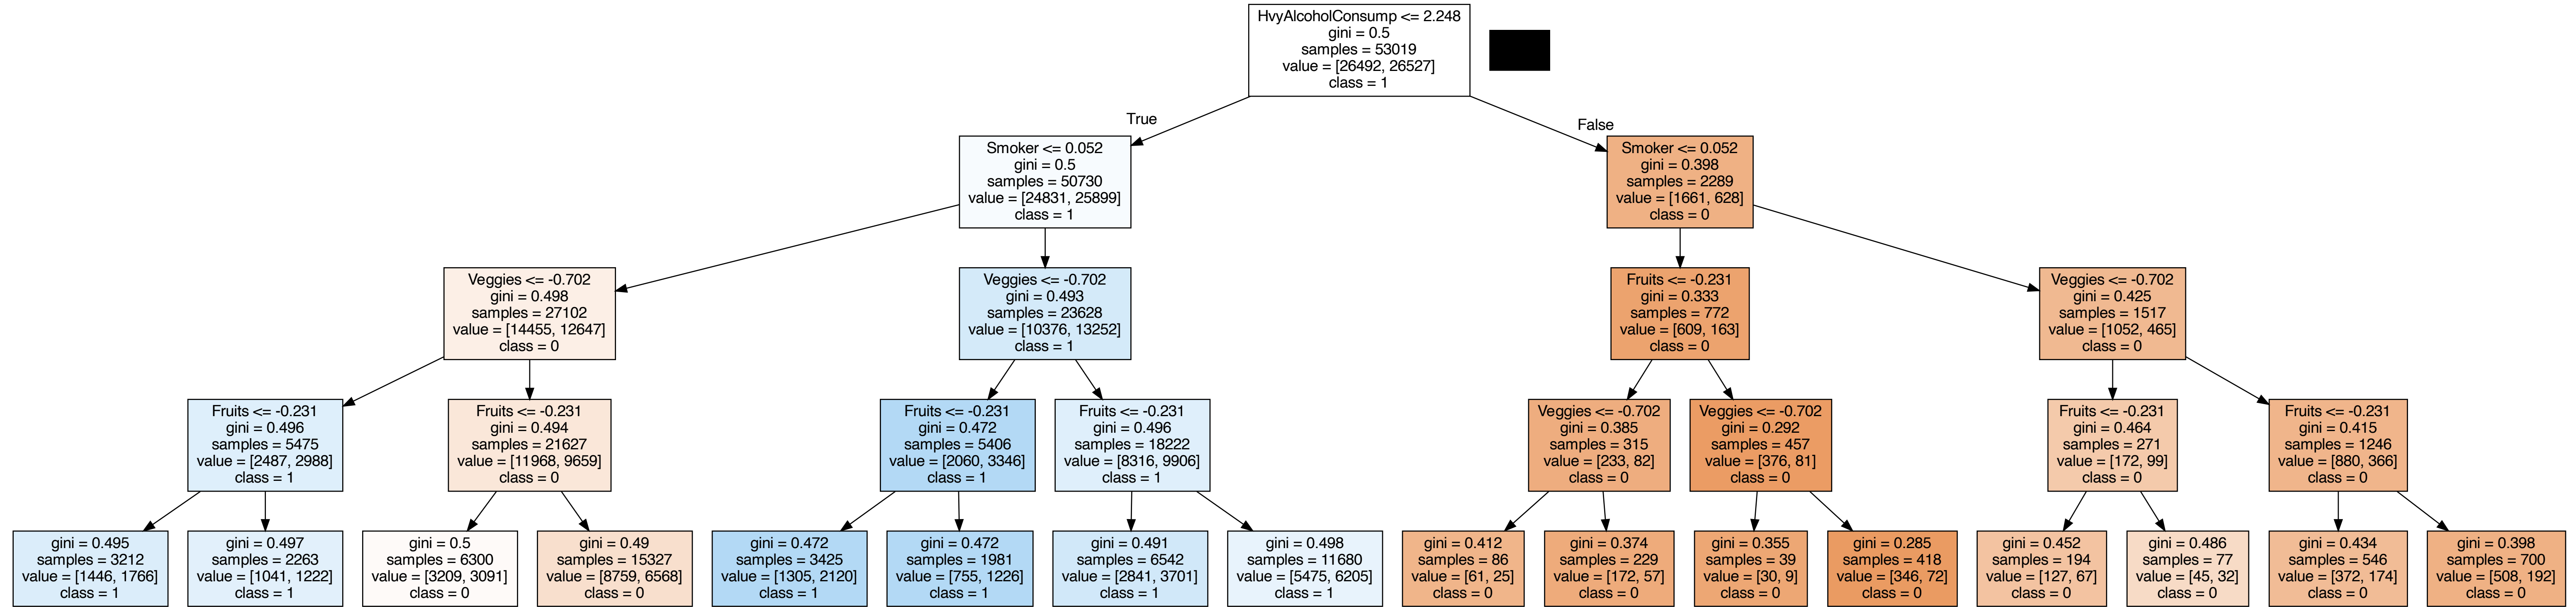 HvyAlcoholConsump <= 2.248
gini = 0.5
samples = 53019
value = [26492, 26527]
class = 1
True
False
Smoker <= 0.052
gini = 0.5
samples = 50730
value = [24831, 25899]
class = 1
Smoker <= 0.052
gini = 0.398
samples = 2289
value = [1661, 628]
class = 0
Veggies <= -0.702
gini = 0.498
samples = 27102
value = [14455, 12647]
class = 0
Veggies <= -0.702
gini = 0.493
samples = 23628
value = [10376, 13252]
class = 1
Fruits <= -0.231
gini = 0.333
samples = 772
value = [609, 163]
class = 0
Veggies <= -0.702
gini = 0.425
samples = 1517
value = [1052, 465]
class = 0
Fruits <= -0.231
gini = 0.496
samples = 5475
value = [2487, 2988]
class = 1
Fruits <= -0.231
gini = 0.494
samples = 21627
value = [11968, 9659]
class = 0
Fruits <= -0.231
gini = 0.472
samples = 5406
value = [2060, 3346]
class = 1
Fruits <= -0.231
gini = 0.496
samples = 18222
value = [8316, 9906]
class = 1
Veggies <= -0.702
gini = 0.385
samples = 315
value = [233, 82]
class = 0
Veggies <= -0.702
gini = 0.292
samples = 457
value = [376, 81]
class = 0
Fruits <= -0.231
gini = 0.464
samples = 271
value = [172, 99]
class = 0
Fruits <= -0.231
gini = 0.415
samples = 1246
value = [880, 366]
class = 0
gini = 0.495
samples = 3212
value = [1446, 1766]
class = 1
gini = 0.497
samples = 2263
value = [1041, 1222]
class = 1
gini = 0.5
samples = 6300
value = [3209, 3091]
class = 0
gini = 0.49
samples = 15327
value = [8759, 6568]
class = 0
gini = 0.472
samples = 3425
value = [1305, 2120]
class = 1
gini = 0.472
samples = 1981
value = [755, 1226]
class = 1
gini = 0.491
samples = 6542
value = [2841, 3701]
class = 1
gini = 0.498
samples = 11680
value = [5475, 6205]
class = 1
gini = 0.412
samples = 86
value = [61, 25]
class = 0
gini = 0.374
samples = 229
value = [172, 57]
class = 0
gini = 0.355
samples = 39
value = [30, 9]
class = 0
gini = 0.285
samples = 418
value = [346, 72]
class = 0
gini = 0.452
samples = 194
value = [127, 67]
class = 0
gini = 0.486
samples = 77
value = [45, 32]
class = 0
gini = 0.434
samples = 546
value = [372, 174]
class = 0
gini = 0.398
samples = 700
value = [508, 192]
class = 0